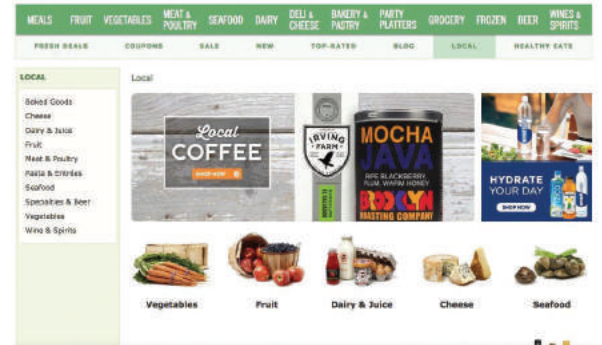 MEALS FRUIT VEGETABLES MEAT & POULTRY SEAFOOD DAIRY DELI & CHEESE BAKERY & PASTRY PARTY PLATTERS GROCERY FROZEN BEER WINES & SPIRITS
FRESH DEALS COUPONS SALE NEW TOP-RATED BLOG LOCAL HEALTHY EATS
LOCAL
Baked Goods
Cheese
Dairy & Juice
Fruit
Meat & Poultry
Pasta & Entrées
Seafood
Specialties & Beer
Vegetables
Wine & Spirits
Local
Local
COFFEE
SHOP NOW
IRVING
FARM
MOCHA
JAVA
RIPE BLACKBERRY,
PLUM, WARM HONEY
BROOKLYN
ROASTING COMPANY
HYDRATE
YOUR DAY
SHOP NOW
Vegetables Fruit Dairy & Juice Cheese Seafood